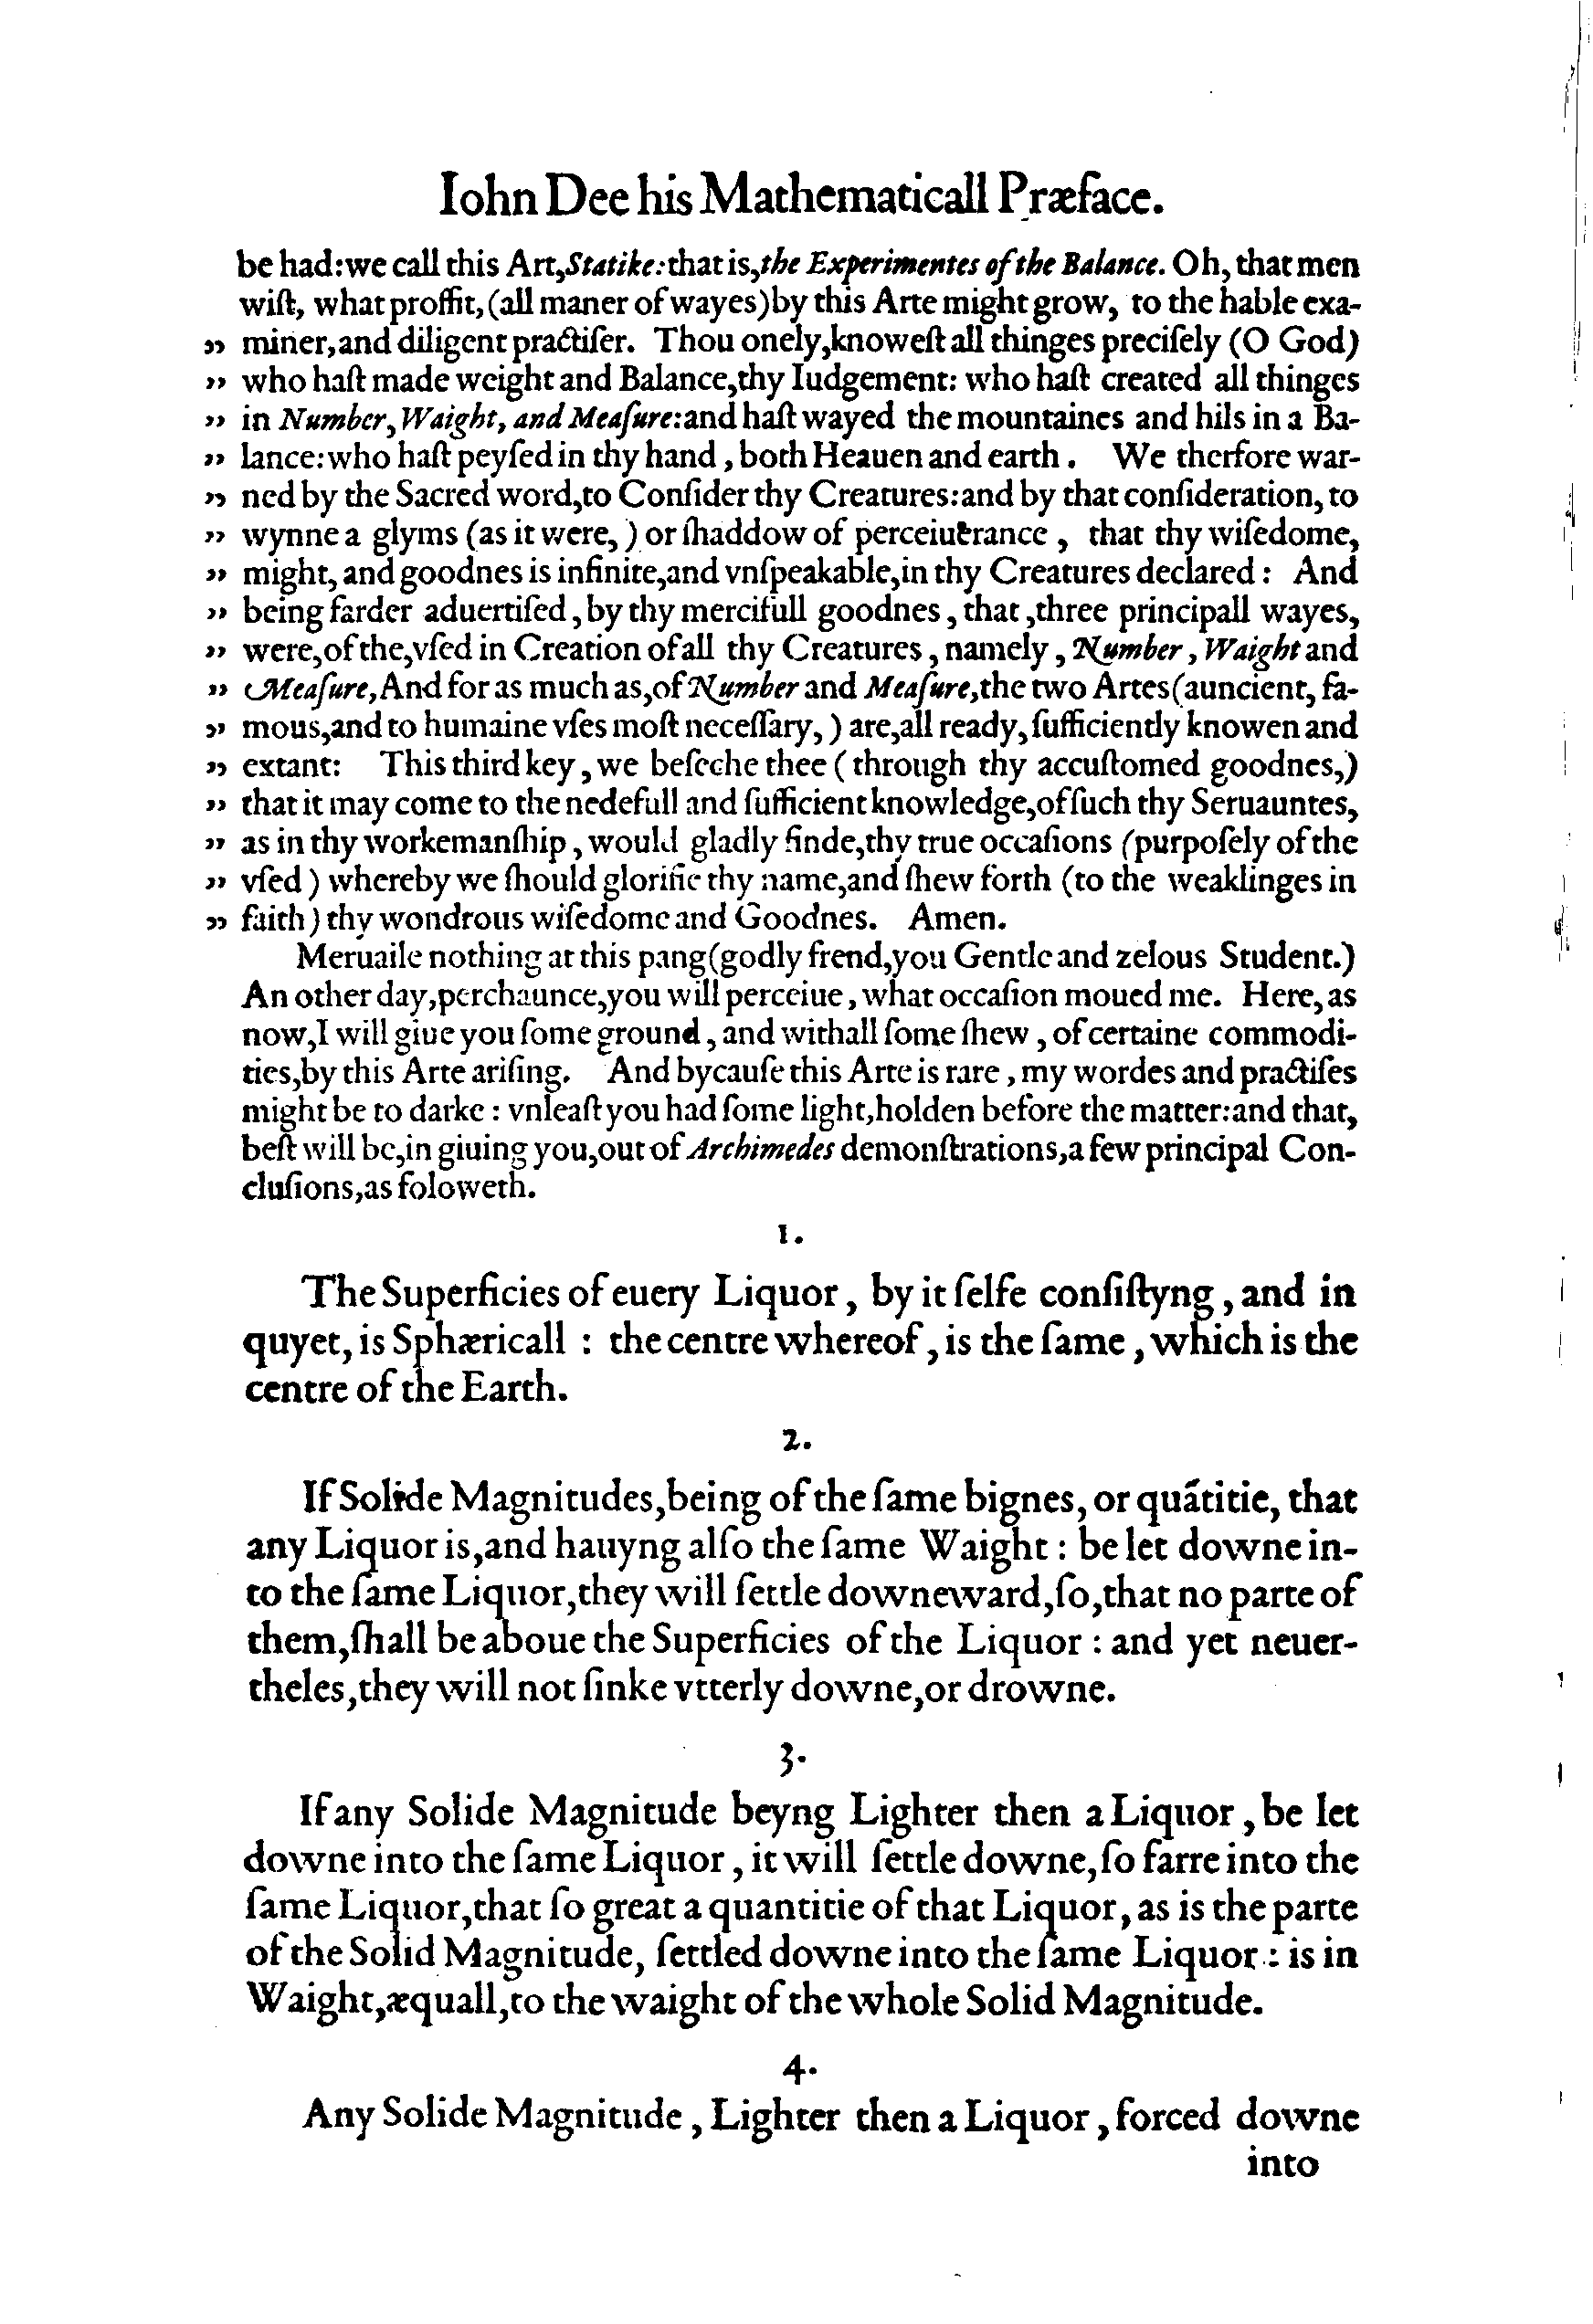 Iohn Dee his Mathematicall Præface.
be had: we call this Art, Statike: that is, the Experimentes of the Balance. Oh, that men
wiſt, what proffit, (all maner of wayes) by this Arte might grow, to the hable exa-
„ miner, and diligent practiſer. Thou onely, knoweſt all thinges preciſely (O God)
„ who haſt made weight and Balance, thy Iudgement: who haſt created all thinges
„ in Number, Waight, and Meaſure: and haſt wayed the mountaines and hils in a Ba-
„ lance: who haſt peyſed in thy hand, both Heauen and earth. We therfore war-
„ ned by the Sacred word, to Conſider thy Creatures: and by that conſideration, to
„ wynne a glyms (as it were,) or ſhaddow of perceiuerance, that thy wiſedome,
„ might, and goodnes is infinite, and vnſpeakable, in thy Creatures declared: And
„ being farder aduertiſed, by thy mercifull goodnes, that, three principall wayes,
„ were, of the, vſed in Creation of all thy Creatures, namely, Number, Waight and
„ Meaſure, And for as much as, of Number and Meaſure, the two Artes (auncient, fa-
„ mous, and to humaine vſes moſt neceſſary,) are, all ready, ſufficiently knowen and
„ extant: This third key, we beſeche thee (through thy accuſtomed goodnes,)
„ that it may come to the nedefull and ſufficient knowledge, of ſuch thy Seruauntes,
„ as in thy workemanſhip, would gladly finde, thy true occaſions (purpoſely of the
„ vſed) whereby we ſhould glorifie thy name, and ſhew forth (to the weaklinges in
„ faith) thy wondrous wiſedome and Goodnes. Amen.
Meruaile nothing at this pang (godly frend, you Gentle and zelous Student.)
An other day, perchaunce, you will perceiue, what occaſion moued me. Here, as
now, I will giue you ſome ground, and withall ſome ſhew, of certaine commodi-
ties, by this Arte ariſing. And bycauſe this Arte is rare, my wordes and practiſes
might be to darke: vnleaſt you had ſome light, holden before the matter: and that,
beſt will be, in giuing you, out of Archimedes demonſtrations, a few principal Con-
cluſions, as foloweth.
1.
The Superficies of euery Liquor, by it ſelfe conſiſtyng, and in
quyet, is Sphæricall: the centre whereof, is the ſame, which is the
centre of the Earth.
2.
If Solide Magnitudes, being of the ſame bignes, or quãtitie, that
any Liquor is, and hauyng alſo the ſame Waight: be let downe in-
to the ſame Liquor, they will ſettle downeward, ſo, that no parte of
them, ſhall be aboue the Superficies of the Liquor: and yet neuer-
theles, they will not ſinke vtterly downe, or drowne.
3.
If any Solide Magnitude beyng Lighter then a Liquor, be let
downe into the ſame Liquor, it will ſettle downe, ſo farre into the
ſame Liquor, that ſo great a quantitie of that Liquor, as is the parte
of the Solid Magnitude, ſettled downe into the ſame Liquor: is in
Waight, æquall, to the waight of the whole Solid Magnitude.
4.
Any Solide Magnitude, Lighter then a Liquor, forced downe
into